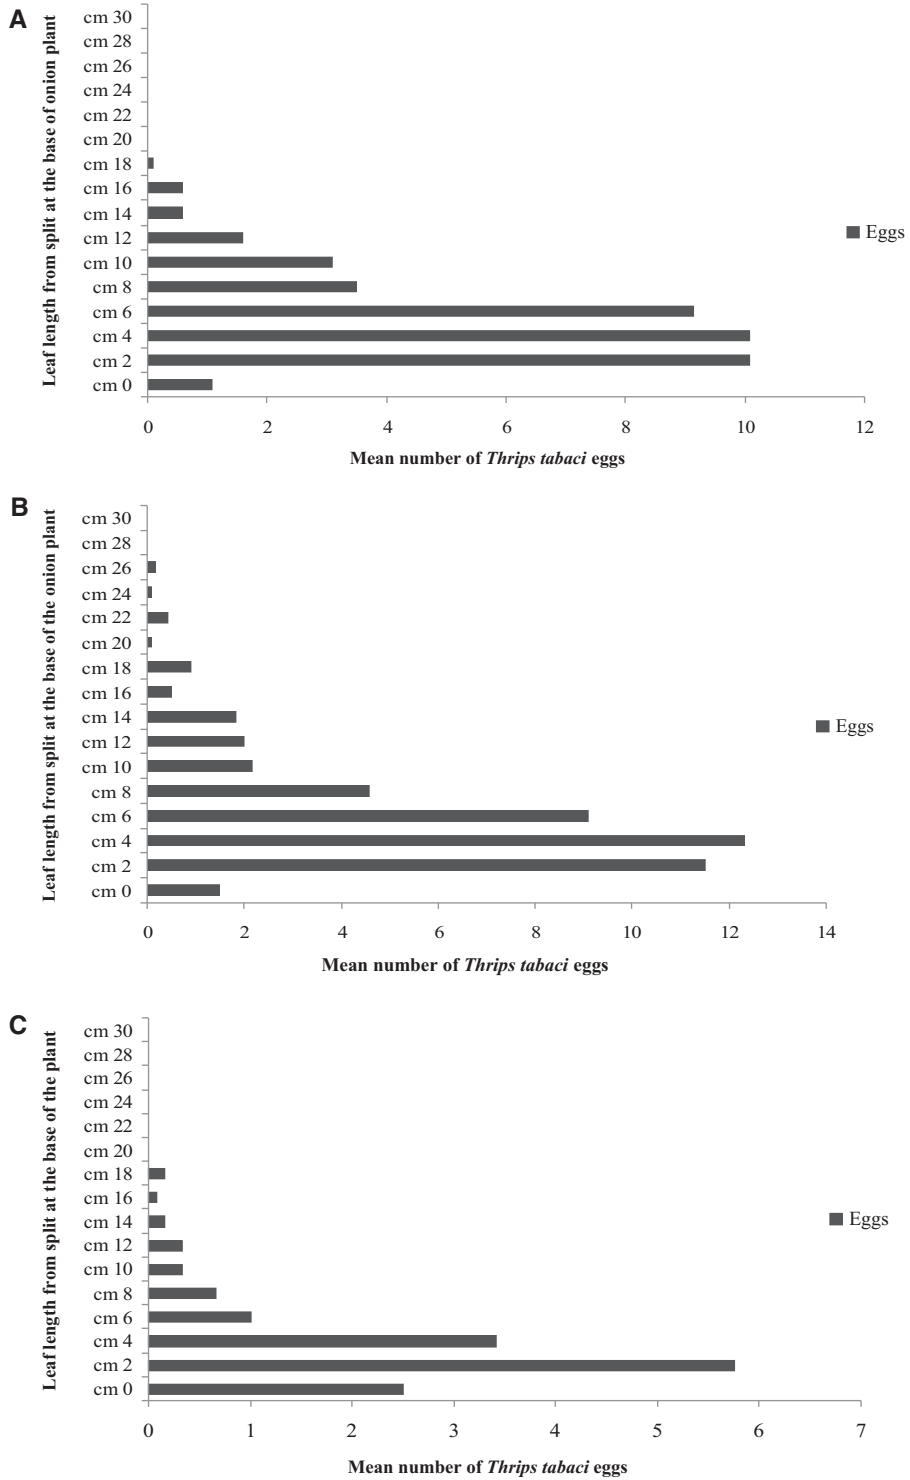 A
Leaf length from split at the base of onion plant
cm 30
cm 28
cm 26
cm 24
cm 22
cm 20
cm 18
cm 16
cm 14
cm 12
cm 10
cm 8
cm 6
cm 4
cm 2
cm 0
Eggs
0 2 4 6 8 10 12
Mean number of Thrips tabaci eggs
B
Leaf length from split at the base of the onion plant
cm 30
cm 28
cm 26
cm 24
cm 22
cm 20
cm 18
cm 16
cm 14
cm 12
cm 10
cm 8
cm 6
cm 4
cm 2
cm 0
Eggs
0 2 4 6 8 10 12 14
Mean number of Thrips tabaci eggs
C
Leaf length from split at the base of the plant
cm 30
cm 28
cm 26
cm 24
cm 22
cm 20
cm 18
cm 16
cm 14
cm 12
cm 10
cm 8
cm 6
cm 4
cm 2
cm 0
Eggs
0 1 2 3 4 5 6 7
Mean number of Thrips tabaci eggs